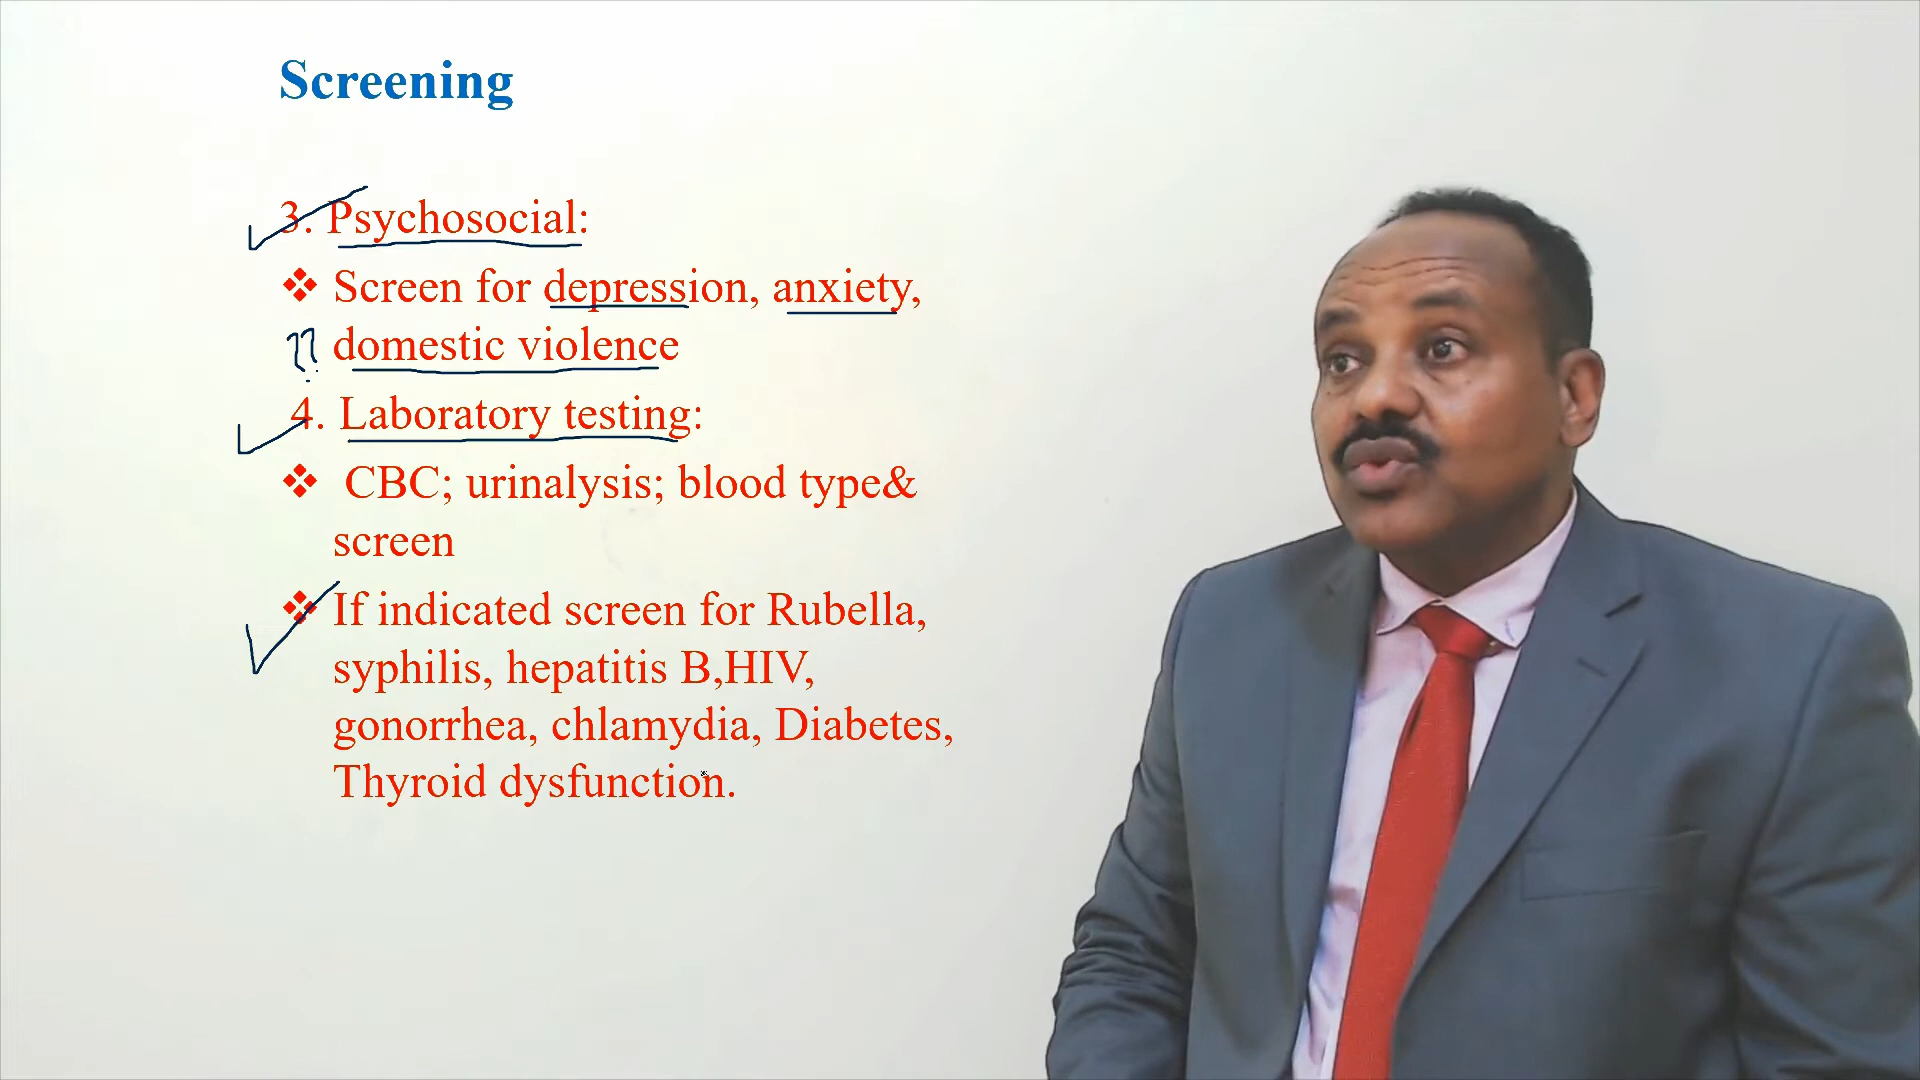 Screening
3. Psychosocial:
❖ Screen for depression, anxiety,
?? domestic violence
4. Laboratory testing:
❖ CBC; urinalysis; blood type&
screen
❖ If indicated screen for Rubella,
syphilis, hepatitis B,HIV,
gonorrhea, chlamydia, Diabetes,
Thyroid dysfunction.